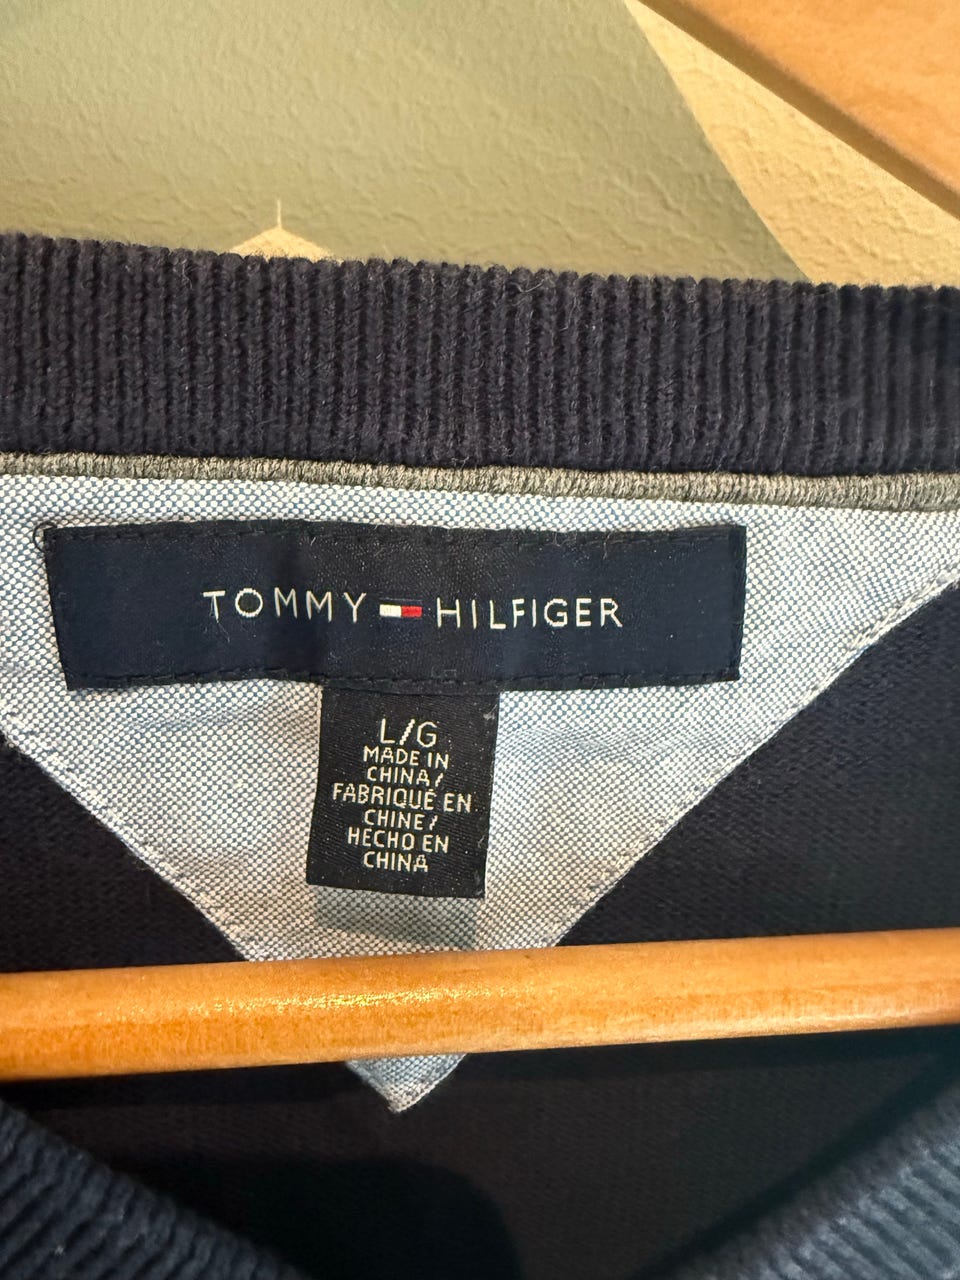 TOMMY HILFIGER
L/G
MADE IN
CHINA/
FABRIQUÉ EN
CHINE/
HECHO EN
CHINA